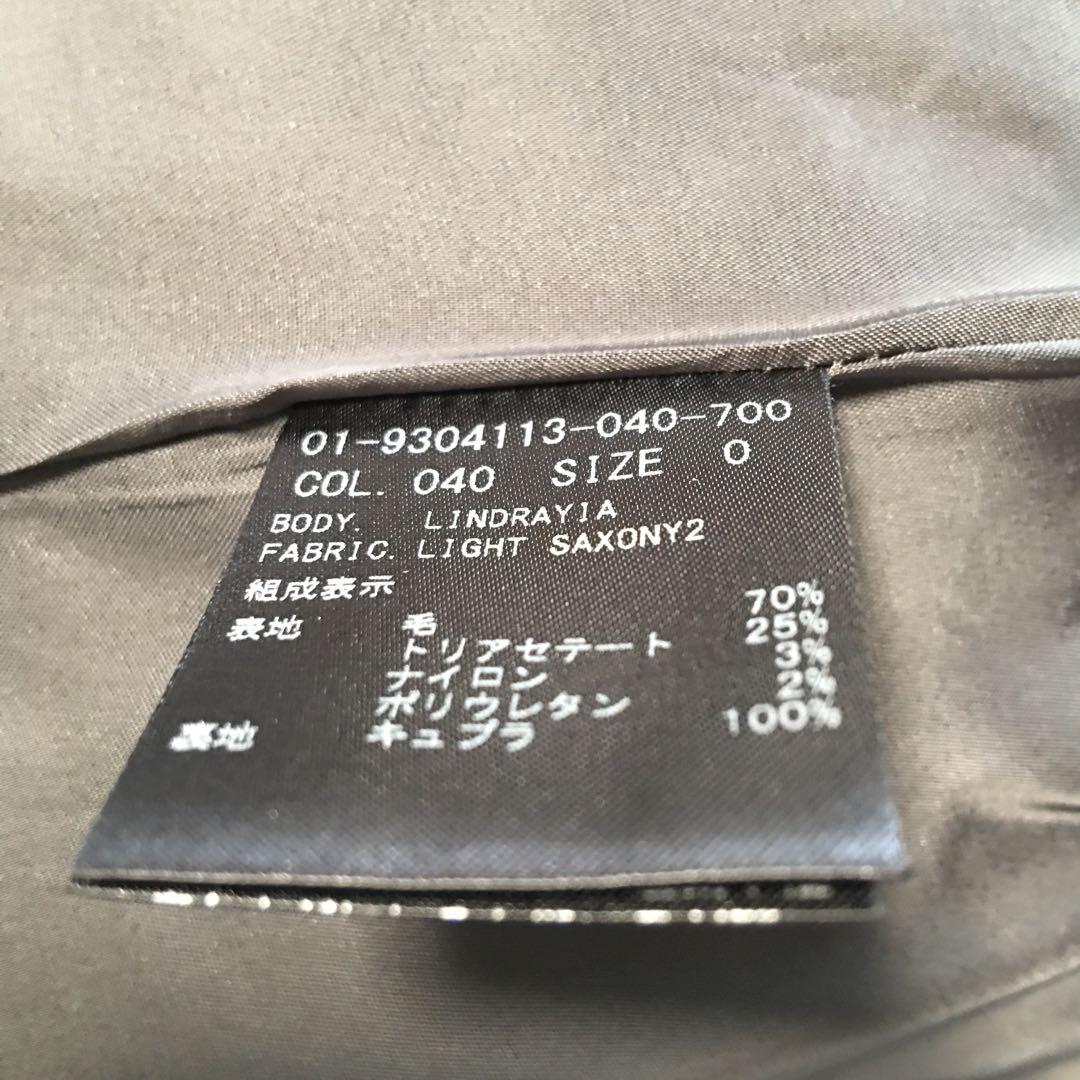 01-9304113-040-700
COL. 040 SIZE 0
BODY. LINDRAYIA
FABRIC. LIGHT SAXONY2
組成表示
表地 毛 70%
トリアセテート 25%
ナイロン 3%
ポリウレタン 2%
裏地 キュプラ 100%